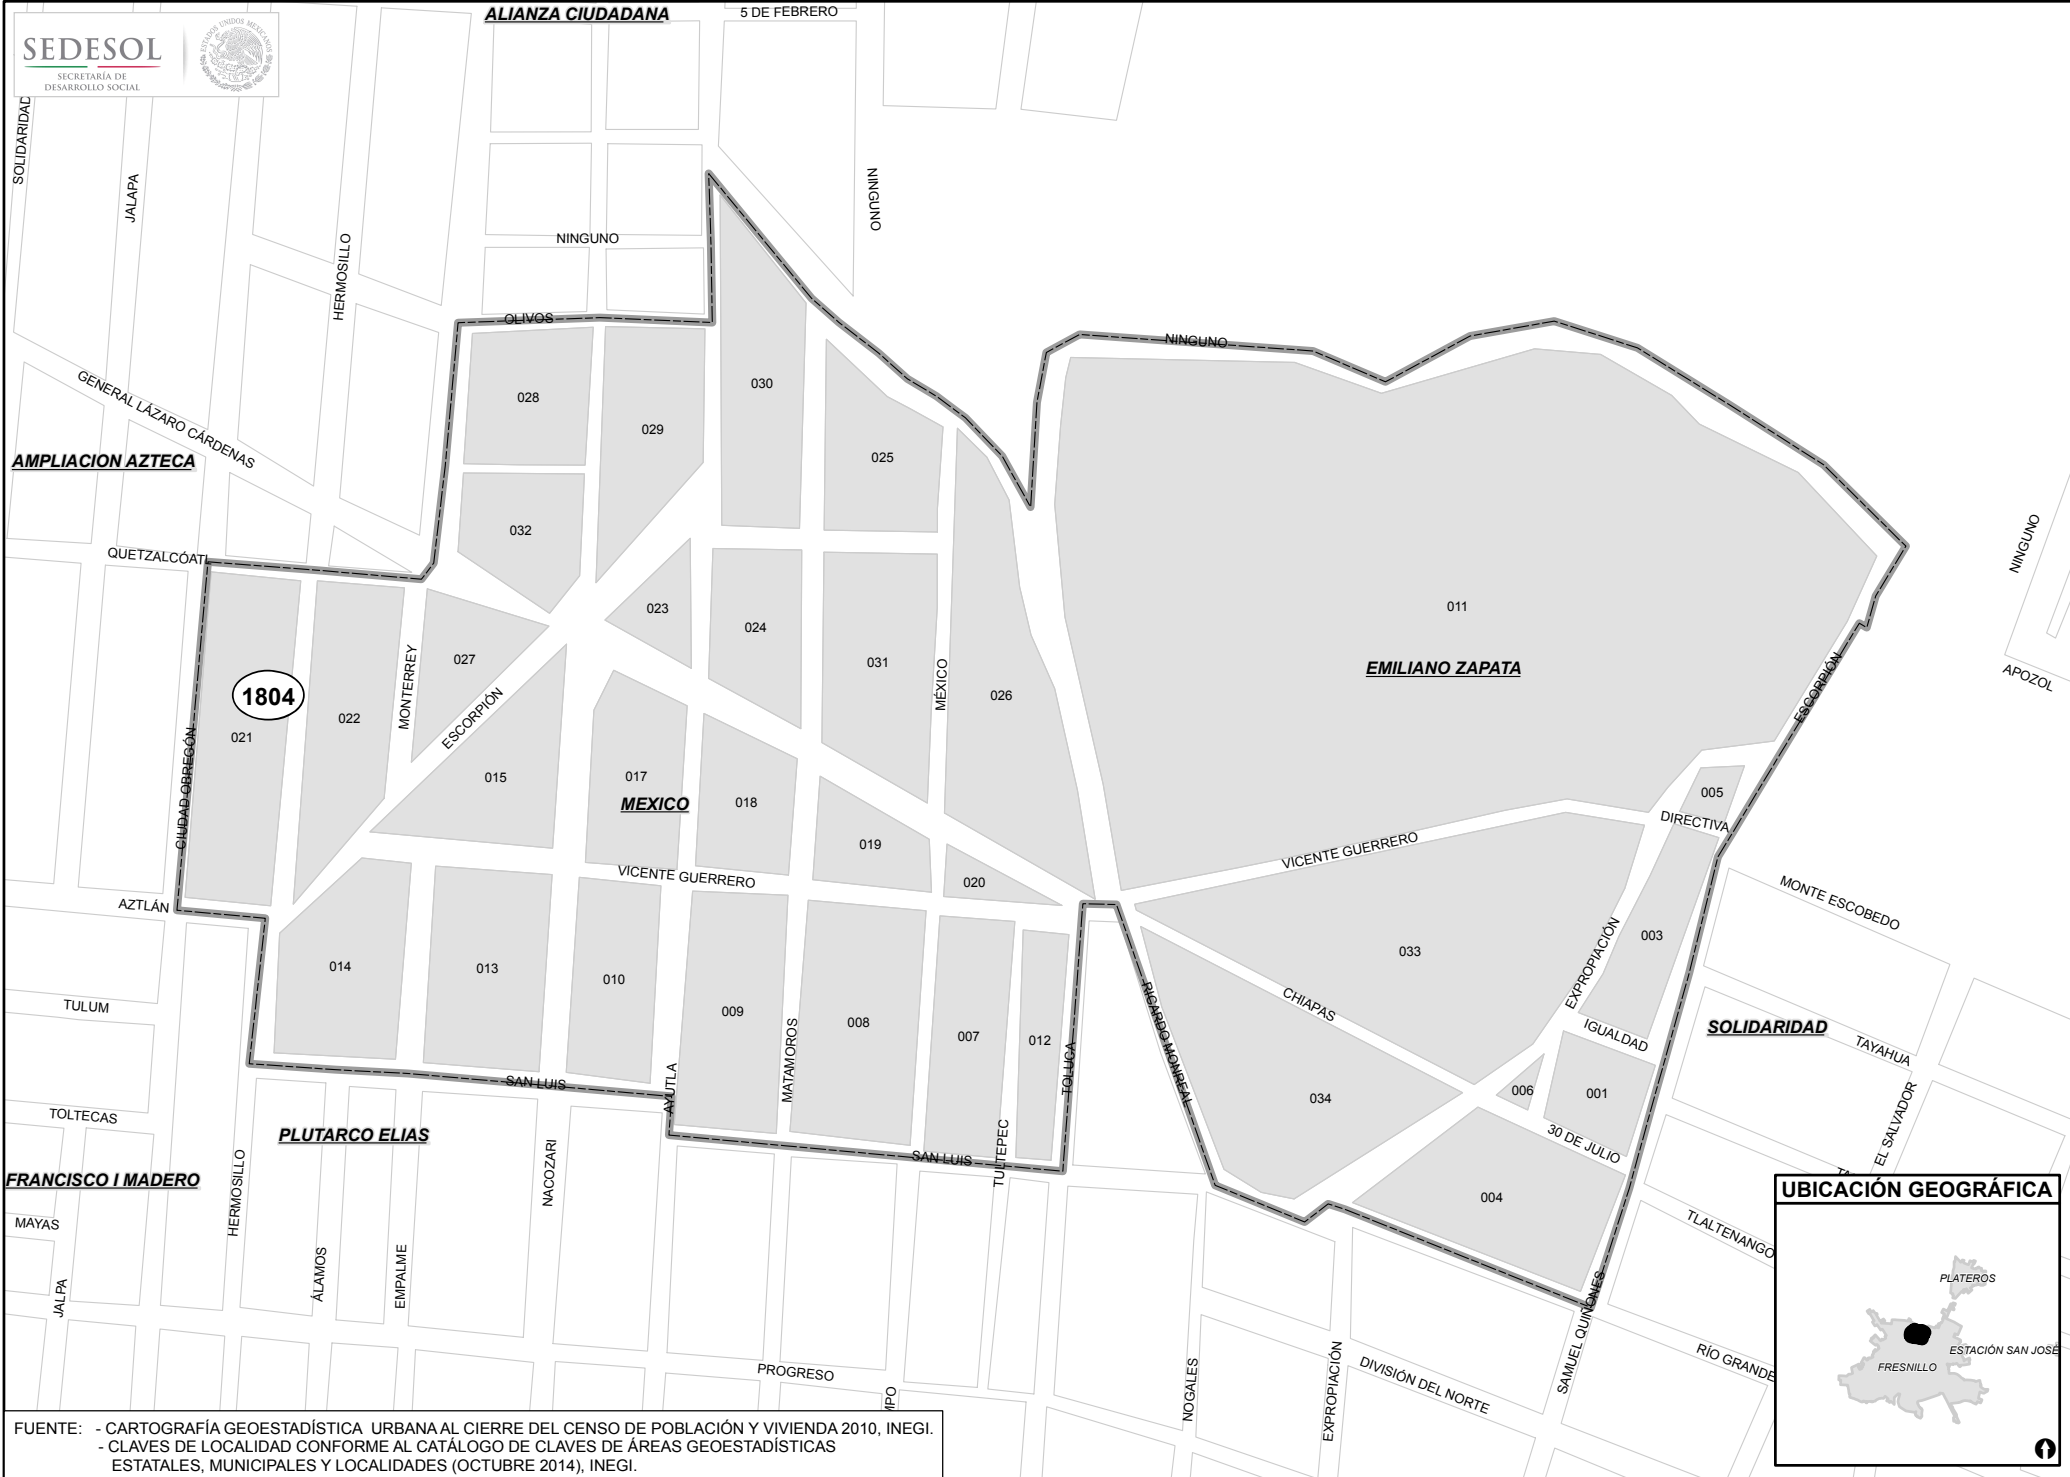 ALIANZA CIUDADANA
5 DE FEBRERO
SEDESOL
SECRETARÍA DE
DESARROLLO SOCIAL
ESTADOS UNIDOS MEXICANOS
SOLIDARIDAD
JALAPA
HERMOSILLO
NINGUNO
NINGUNO
OLIVOS
NINGUNO
GENERAL LÁZARO CÁRDENAS
AMPLIACION AZTECA
028
029
030
025
032
QUETZALCÓATL
NINGUNO
023
024
031
026
011
EMILIANO ZAPATA
APOZOL
027
MONTERREY
ESCORPIÓN
MÉXICO
ESCORPIÓN
1804
021
022
CIUDAD OBREGÓN
015
017
MEXICO
018
019
020
005
DIRECTIVA
VICENTE GUERRERO
VICENTE GUERRERO
AZTLÁN
MONTE ESCOBEDO
014
013
010
009
008
007
012
033
003
EXPROPIACIÓN
CHIAPAS
IGUALDAD
SOLIDARIDAD
TAYAHUA
TULUM
MATAMOROS
TOLUCA
RICARDO MONREAL
034
006
001
SAN LUIS
AYUTLA
TOLTECAS
PLUTARCO ELIAS
30 DE JULIO
EL SALVADOR
SAN LUIS
TULTEPEC
FRANCISCO I MADERO
HERMOSILLO
NACOZARI
004
MAYAS
ÁLAMOS
EMPALME
JALPA
TLALTENANGO
SAMUEL QUIÑONES
RÍO GRANDE
PROGRESO
NOGALES
EXPROPIACIÓN
DIVISIÓN DEL NORTE
UBICACIÓN GEOGRÁFICA
PLATEROS
ESTACIÓN SAN JOSÉ
FRESNILLO
FUENTE: - CARTOGRAFÍA GEOESTADÍSTICA URBANA AL CIERRE DEL CENSO DE POBLACIÓN Y VIVIENDA 2010, INEGI.
- CLAVES DE LOCALIDAD CONFORME AL CATÁLOGO DE CLAVES DE ÁREAS GEOESTADÍSTICAS
ESTATALES, MUNICIPALES Y LOCALIDADES (OCTUBRE 2014), INEGI.